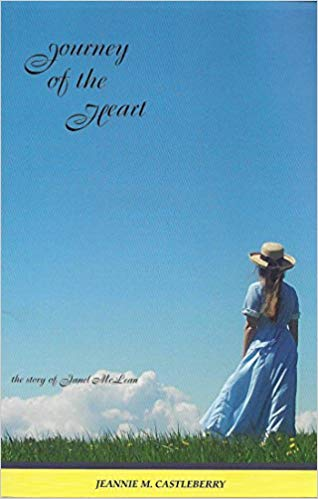 Journey
of the
Heart
the story of Janet McLean
JEANNIE M. CASTLEBERRY